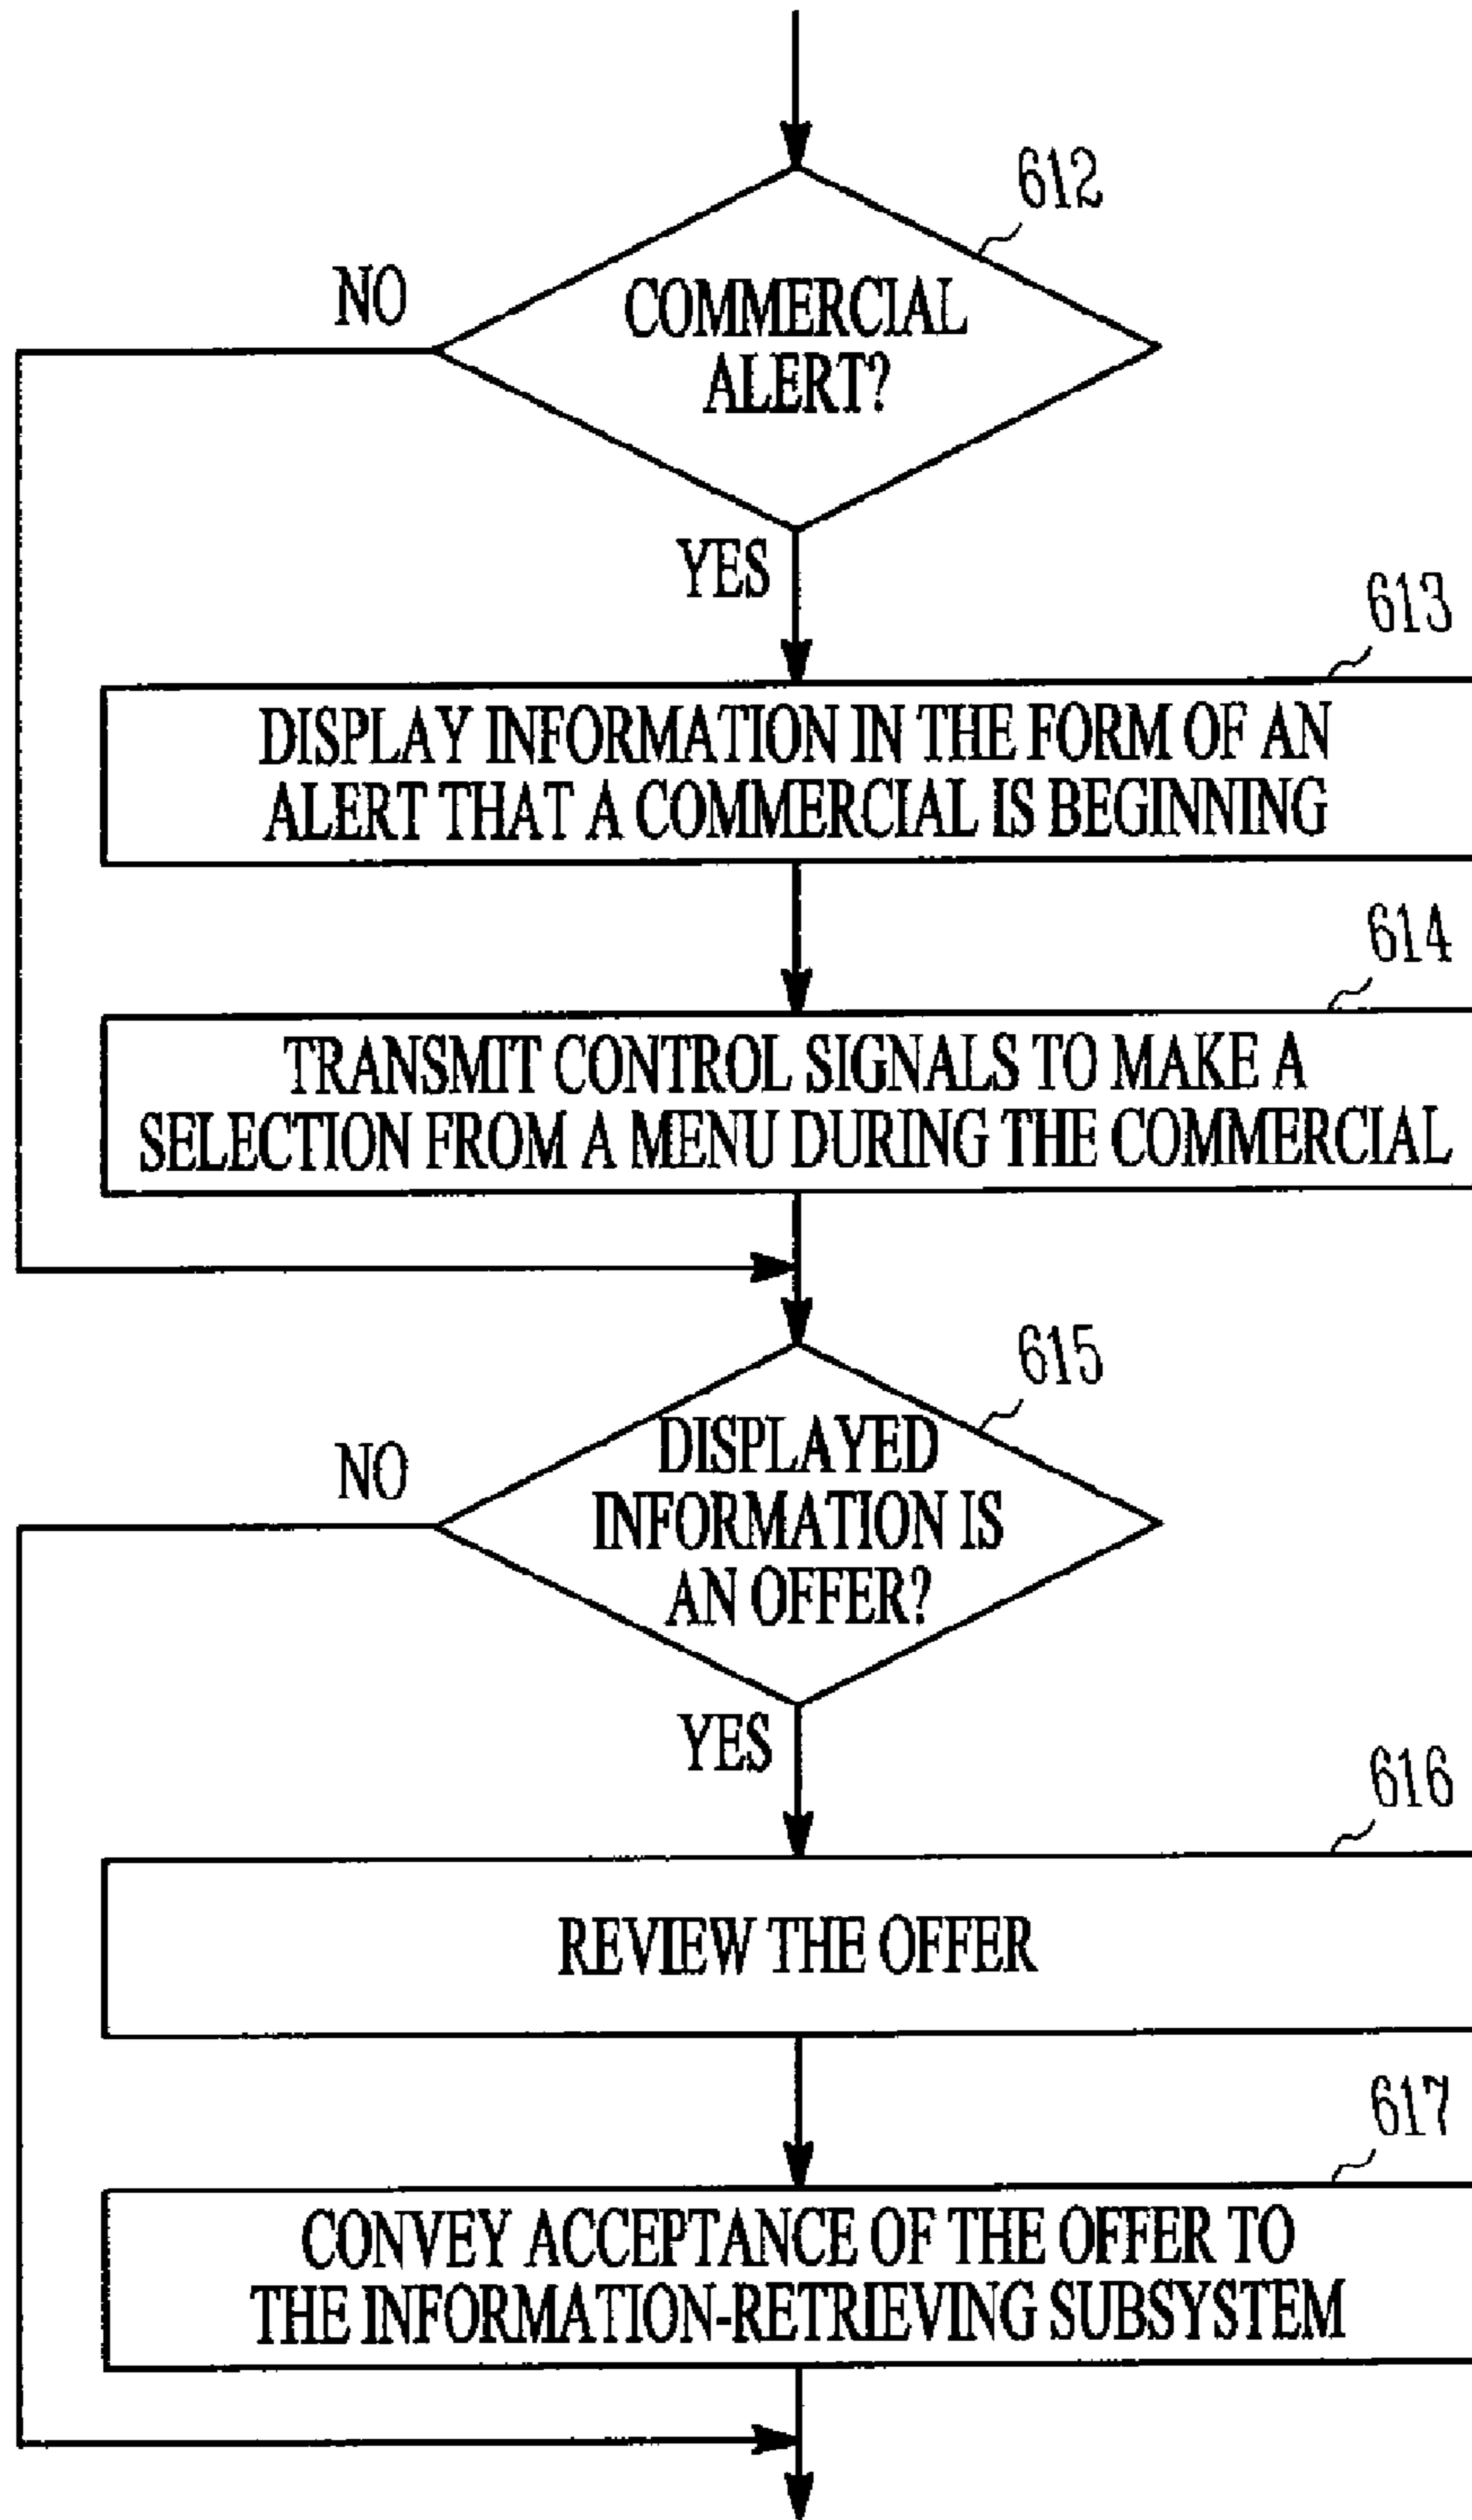 612
NO
COMMERCIAL
ALERT?
YES
613
DISPLAY INFORMATION IN THE FORM OF AN
ALERT THAT A COMMERCIAL IS BEGINNING
614
TRANSMIT CONTROL SIGNALS TO MAKE A
SELECTION FROM A MENU DURING THE COMMERCIAL
615
NO
DISPLAYED
INFORMATION IS
AN OFFER?
YES
616
REVIEW THE OFFER
617
CONVEY ACCEPTANCE OF THE OFFER TO
THE INFORMATION-RETRIEVING SUBSYSTEM